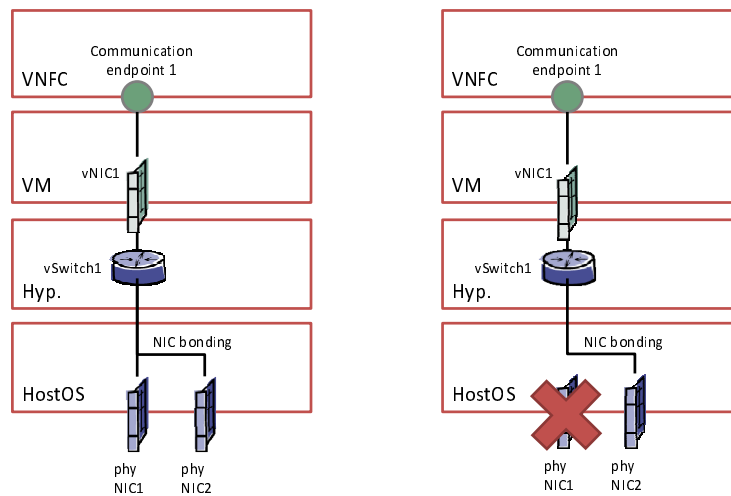 Communication
endpoint 1
VNFC
vNIC1
VM
vSwitch1
Hyp.
NIC bonding
HostOS
phy
NIC1
phy
NIC2
Communication
endpoint 1
VNFC
vNIC1
VM
vSwitch1
Hyp.
NIC bonding
HostOS
phy
NIC1
phy
NIC2